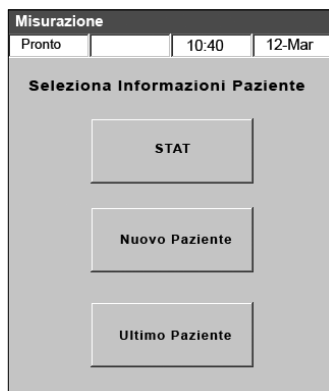 Misurazione
Pronto 10:40 12-Mar
Seleziona Informazioni Paziente
STAT
Nuovo Paziente
Ultimo Paziente